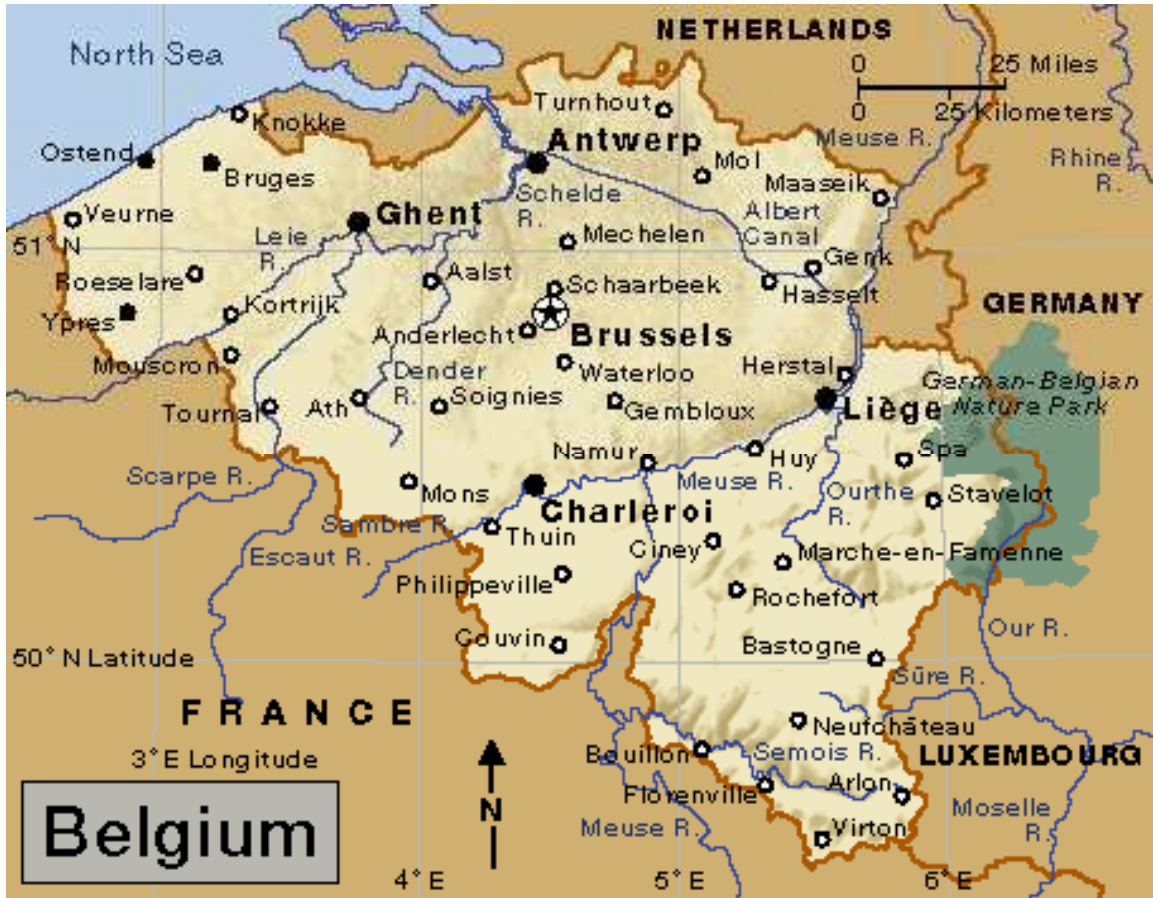 NETHERLANDS
North Sea
0 25 Miles
0 25 Kilometers
Turnhout
Knokke
Antwerp
Meuse R.
Ostend
Bruges
Mol
Rhine
R.
Schelde
R.
Maaseik
Veurne
Ghent
Albert
Canal
51° N
Leie
R.
Mechelen
Genk
Roeselare
Aalst
Schaarbeek
Hasselt
Kortrijk
GERMANY
Ypres
Anderlecht
Brussels
Mouscron
Dender
R.
Waterloo
Herstal
German-Belgian
Nature Park
Tournai
Ath
Soignies
Gembloux
Liège
Namur
Huy
Spa
Scarpe R.
Mons
Meuse R.
Ourthe
R.
Stavelot
Sambre R.
Charleroi
Escaut R.
Thuin
Ciney
Marche-en-Famenne
Philippeville
Rochefort
Couvin
Bastogne
Our R.
50° N Latitude
Sûre R.
FRANCE
Neufchâteau
3° E Longitude
Bouillon
Semois R.
LUXEMBOURG
Florenville
Arlon
N
Belgium
Meuse R.
Virton
Moselle
R.
4° E
5° E
6° E